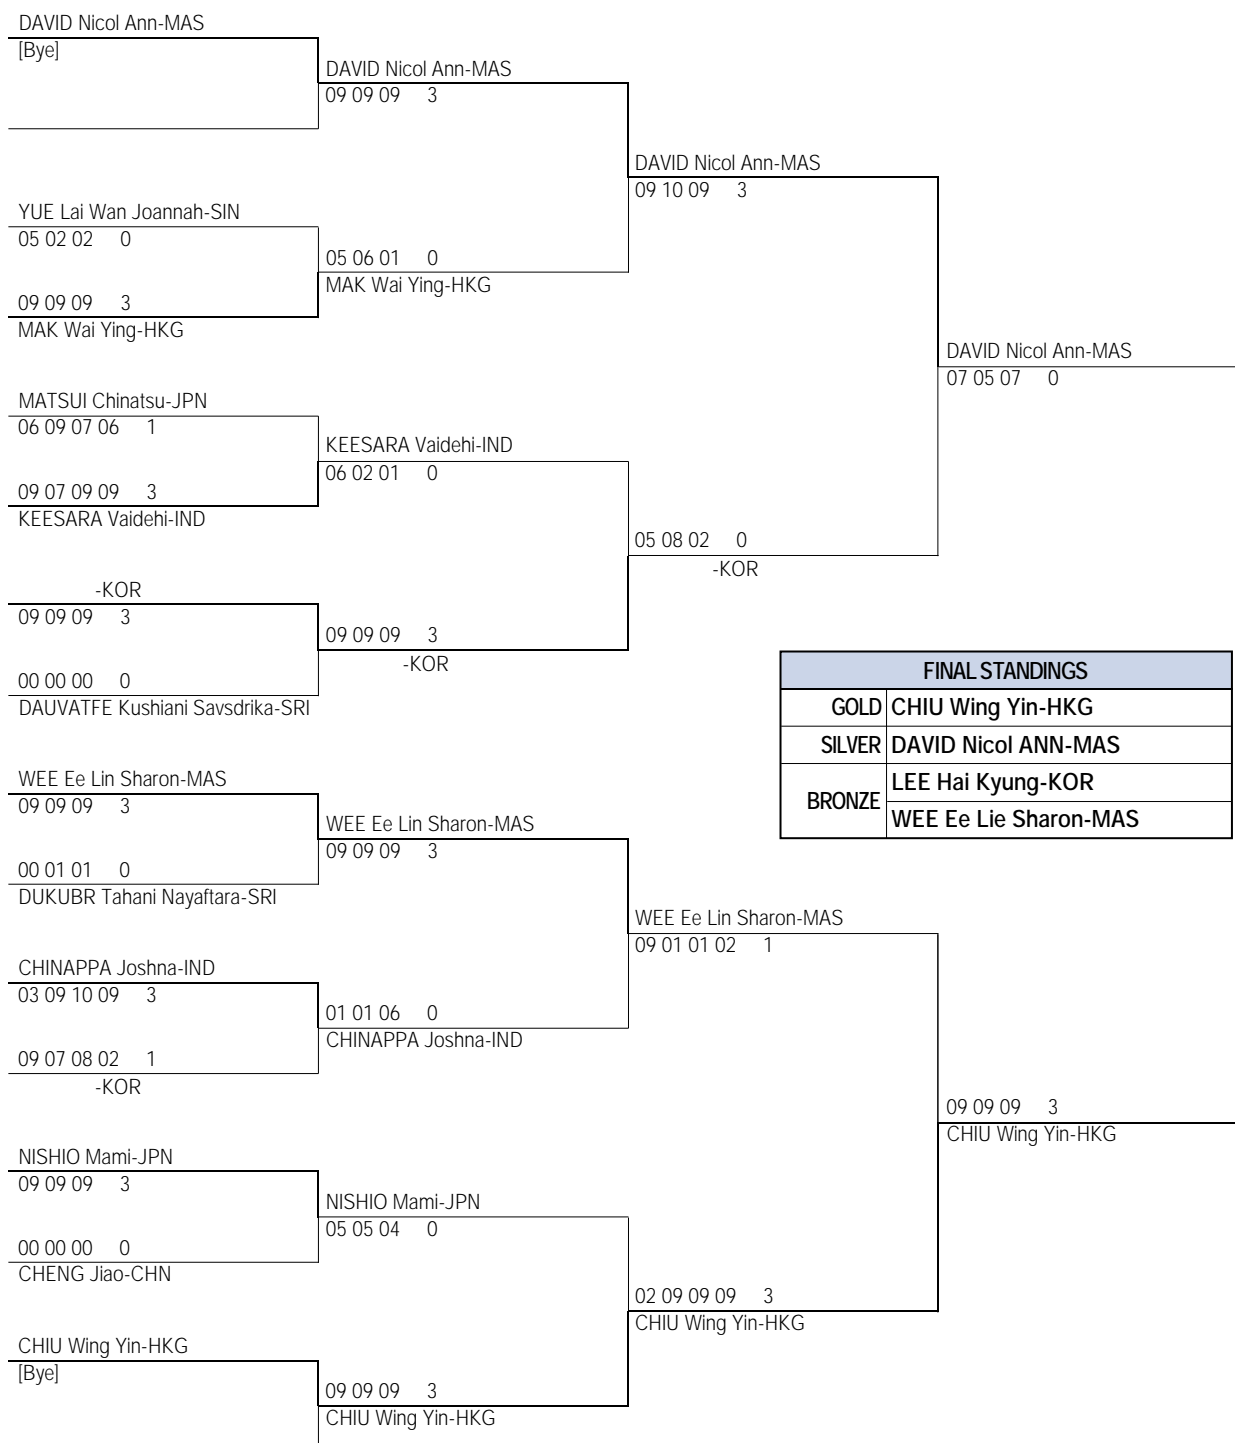 DAVID Nicol Ann-MAS
[Bye]
DAVID Nicol Ann-MAS
09 09 09 3
DAVID Nicol Ann-MAS
09 10 09 3
YUE Lai Wan Joannah-SIN
05 02 02 0
05 06 01 0
MAK Wai Ying-HKG
09 09 09 3
MAK Wai Ying-HKG
DAVID Nicol Ann-MAS
07 05 07 0
MATSUI Chinatsu-JPN
06 09 07 06 1
KEESARA Vaidehi-IND
06 02 01 0
09 07 09 09 3
KEESARA Vaidehi-IND
05 08 02 0
-KOR
-KOR
09 09 09 3
09 09 09 3
-KOR
00 00 00 0
DAUVATFE Kushiani Savsdrika-SRI
FINAL STANDINGS
GOLD CHIU Wing Yin-HKG
SILVER DAVID Nicol ANN-MAS
BRONZE LEE Hai Kyung-KOR
WEE Ee Lie Sharon-MAS
WEE Ee Lin Sharon-MAS
09 09 09 3
WEE Ee Lin Sharon-MAS
09 09 09 3
00 01 01 0
DUKUBR Tahani Nayaftara-SRI
WEE Ee Lin Sharon-MAS
09 01 01 02 1
CHINAPPA Joshna-IND
03 09 10 09 3
01 01 06 0
CHINAPPA Joshna-IND
09 07 08 02 1
-KOR
09 09 09 3
CHIU Wing Yin-HKG
NISHIO Mami-JPN
09 09 09 3
NISHIO Mami-JPN
05 05 04 0
00 00 00 0
CHENG Jiao-CHN
02 09 09 09 3
CHIU Wing Yin-HKG
CHIU Wing Yin-HKG
[Bye]
09 09 09 3
CHIU Wing Yin-HKG